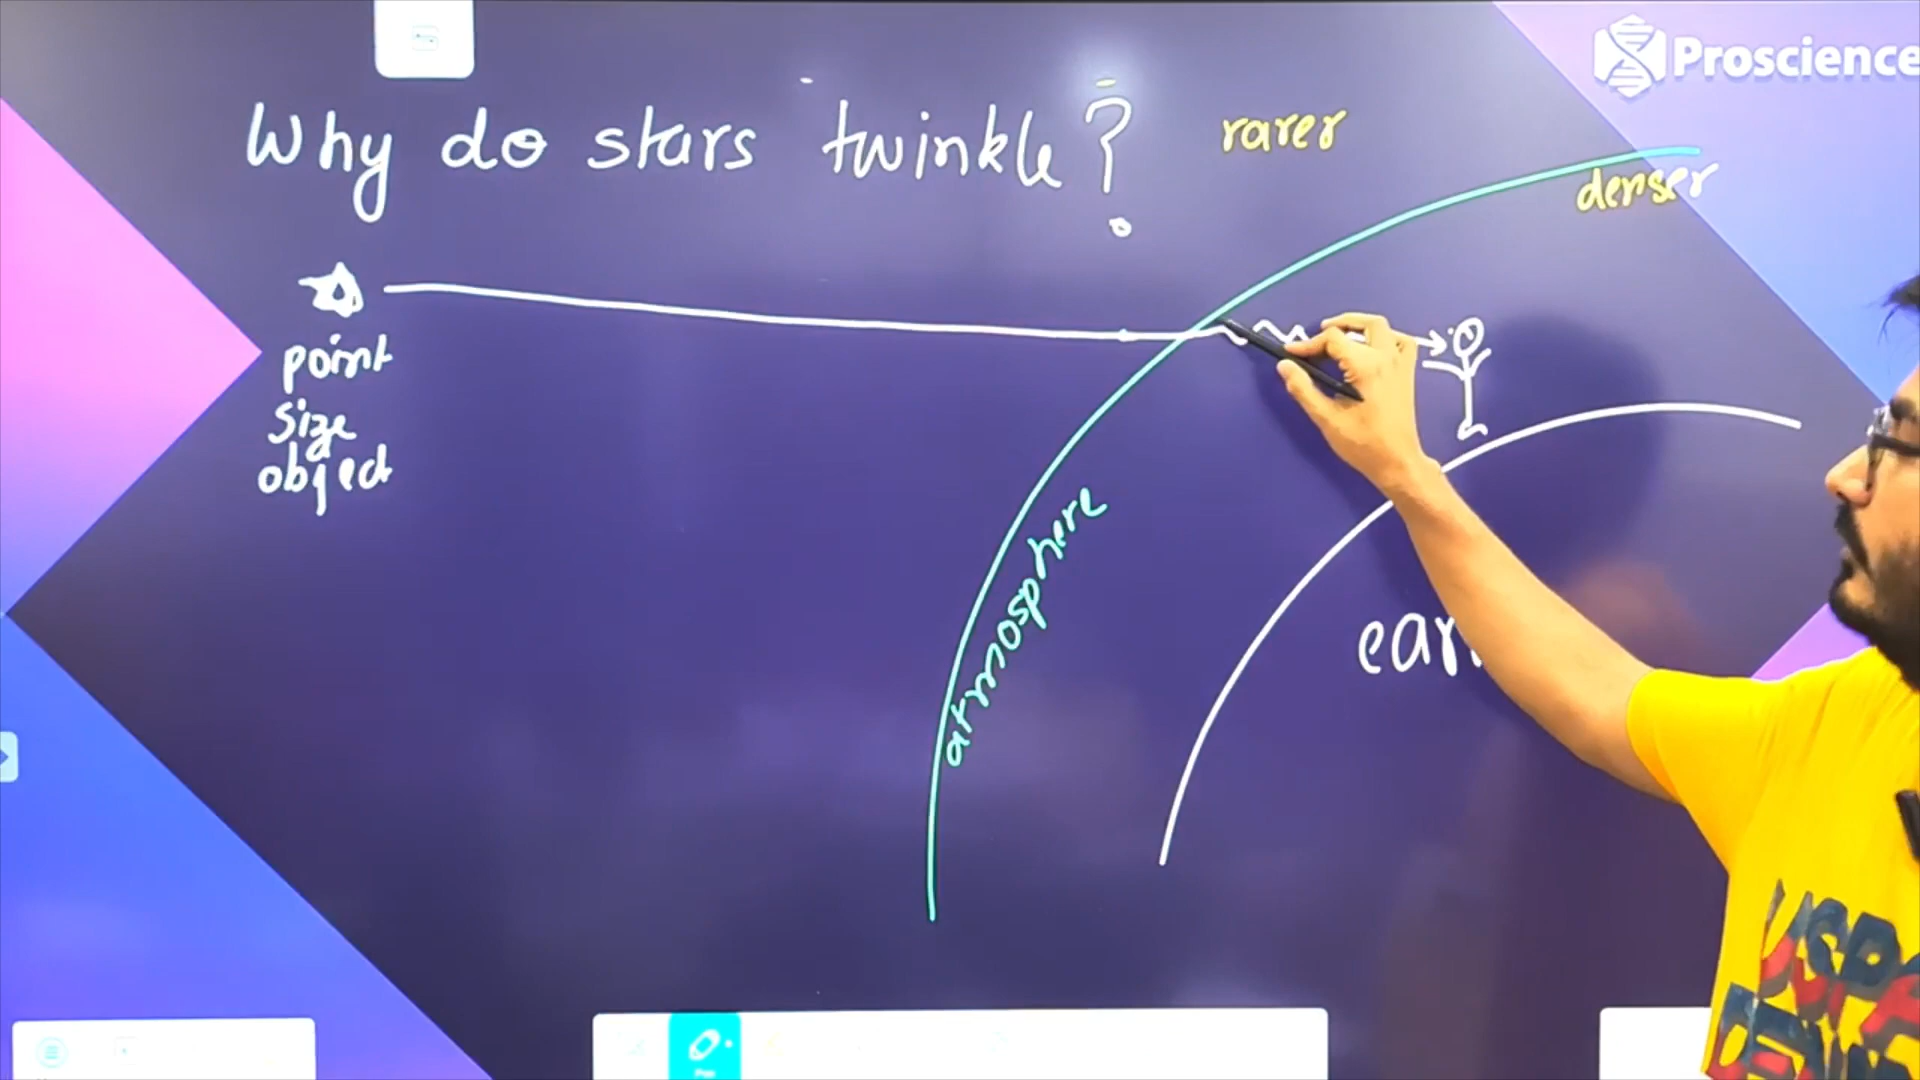 Proscience
Why do stars twinkle?
rarer
denser
point
size
object
atmosphere